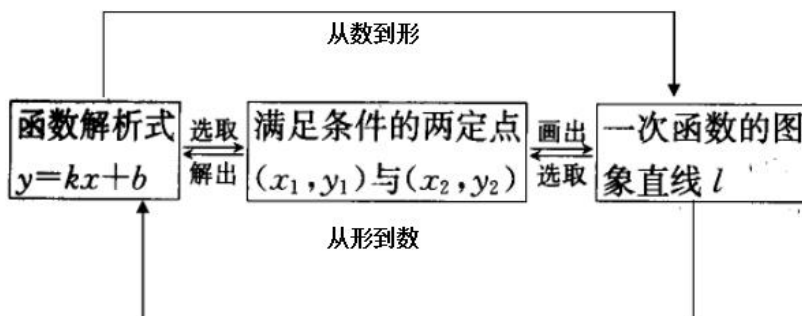 从数到形
函数解析式
y=kx+b
选取
解出
满足条件的两定点
(x₁,y₁)与(x₂,y₂)
画出
选取
一次函数的图
象直线 l
从形到数